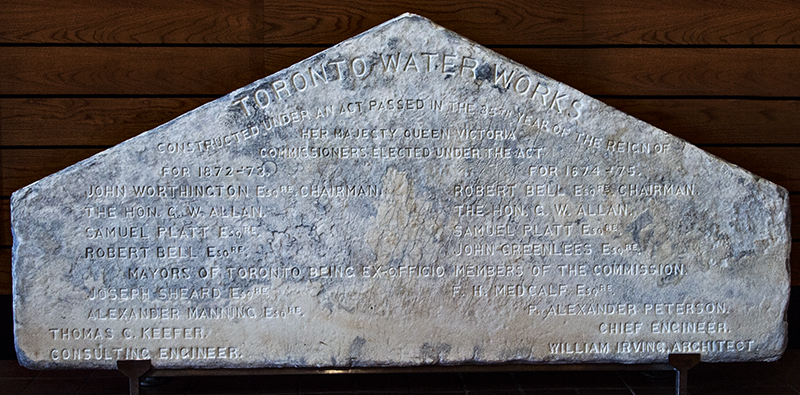 TORONTO WATER WORKS
CONSTRUCTED UNDER AN ACT PASSED IN THE 35TH YEAR OF THE REIGN OF
HER MAJESTY QUEEN VICTORIA
COMMISSIONERS ELECTED UNDER THE ACT
FOR 1872-73.
JOHN WORTHINGTON ESQRE. CHAIRMAN.
THE HON. G. W. ALLAN.
SAMUEL PLATT ESQRE.
ROBERT BELL ESQRE.
FOR 1874-75.
ROBERT BELL ESQRE CHAIRMAN.
THE HON. G. W. ALLAN.
SAMUEL PLATT ESQRE.
JOHN GREENLEES ESQRE.
MAYORS OF TORONTO BEING EX-OFFICIO MEMBERS OF THE COMMISSION.
JOSEPH SHEARD ESQRE.
ALEXANDER MANNING ESQRE.
F. H. MEDCALF ESQRE.
THOMAS C. KEEFER.
CONSULTING ENGINEER.
P. ALEXANDER PETERSON.
CHIEF ENGINEER.
WILLIAM IRVING, ARCHITECT